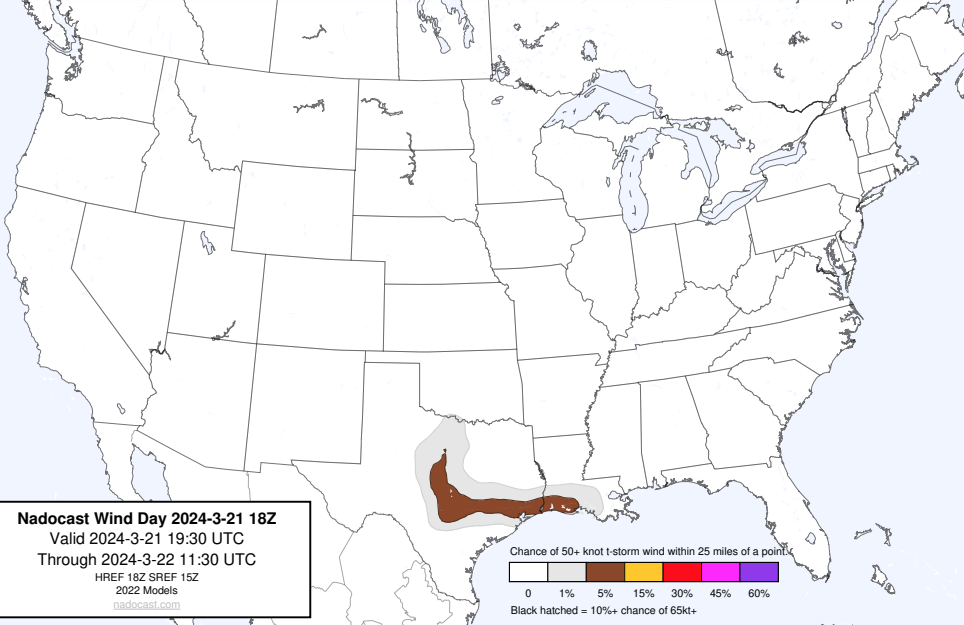 Nadocast Wind Day 2024-3-21 18Z
Valid 2024-3-21 19:30 UTC
Through 2024-3-22 11:30 UTC
HREF 18Z SREF 15Z
2022 Models
nadocast.com
Chance of 50+ knot t-storm wind within 25 miles of a point.
0 1% 5% 15% 30% 45% 60%
Black hatched = 10%+ chance of 65kt+